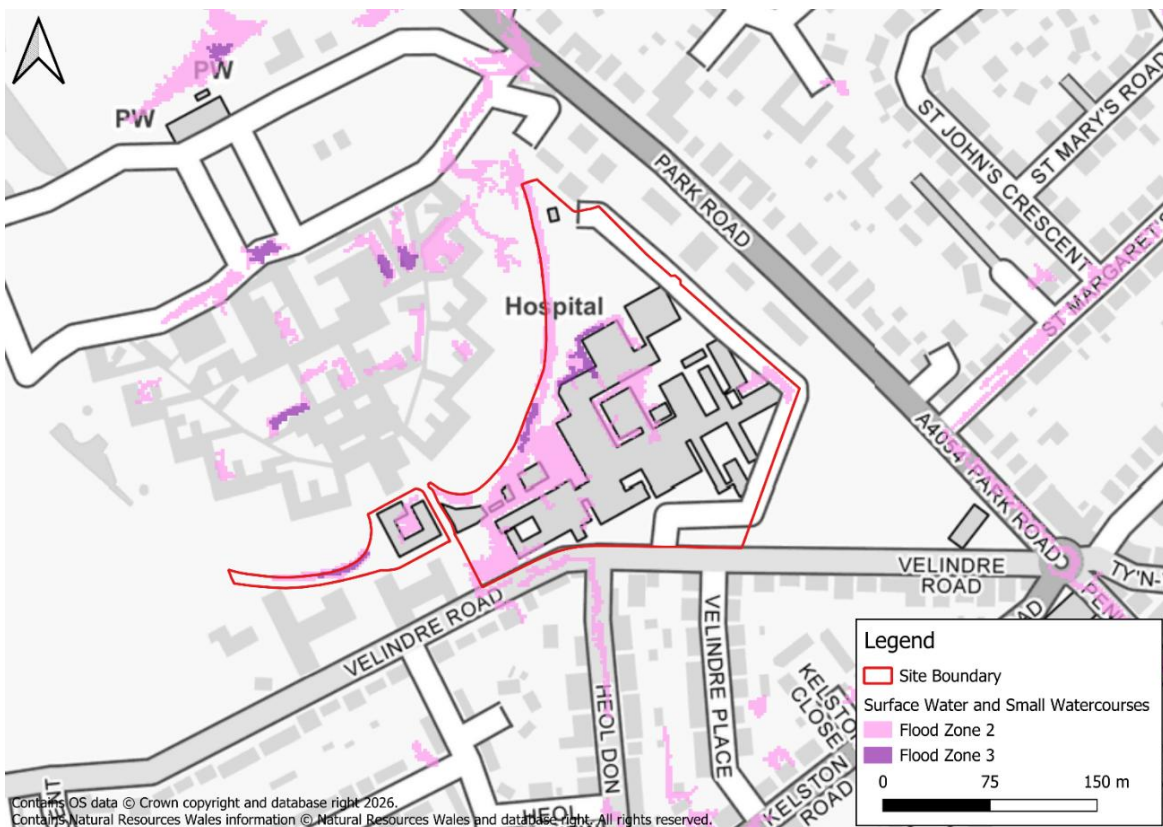 PW
PW
PARK ROAD
ST JOHN'S CRESCENT
ST MARY'S ROAD
ST MARGARET'S
Hospital
A4054 PARK ROAD
VELINDRE
ROAD
TY'N-
VELINDRE ROAD
HEOL DON
VELINDRE PLACE
KELSTON
CLOSE
KELSTON
ROAD
HEOL
Legend
Site Boundary
Surface Water and Small Watercourses
Flood Zone 2
Flood Zone 3
0 75 150 m
Contains OS data © Crown copyright and database right 2026.
Contains Natural Resources Wales information © Natural Resources Wales and database right. All rights reserved.